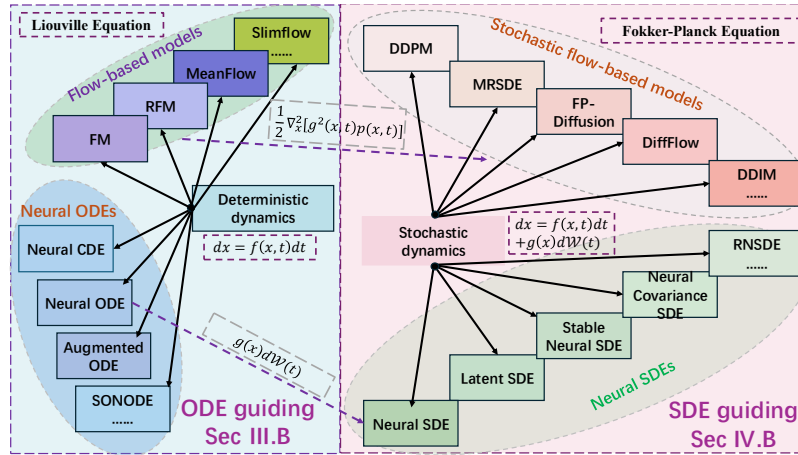 Liouville Equation
Flow-based models
Slimflow
......
MeanFlow
RFM
FM
Neural ODEs
Deterministic
dynamics
dx = f(x,t)dt
Neural CDE
Neural ODE
Augmented
ODE
SONODE
......
ODE guiding
Sec III.B
1/2 ∇²ₓ[g²(x,t)p(x,t)]
g(x)d𝒲(t)
Fokker-Planck Equation
Stochastic flow-based models
DDPM
MRSDE
FP-
Diffusion
DiffFlow
DDIM
......
Stochastic
dynamics
dx = f(x,t)dt
+g(x)d𝒲(t)
RNSDE
......
Neural
Covariance
SDE
Stable
Neural SDE
Latent SDE
Neural SDE
Neural SDEs
SDE guiding
Sec IV.B